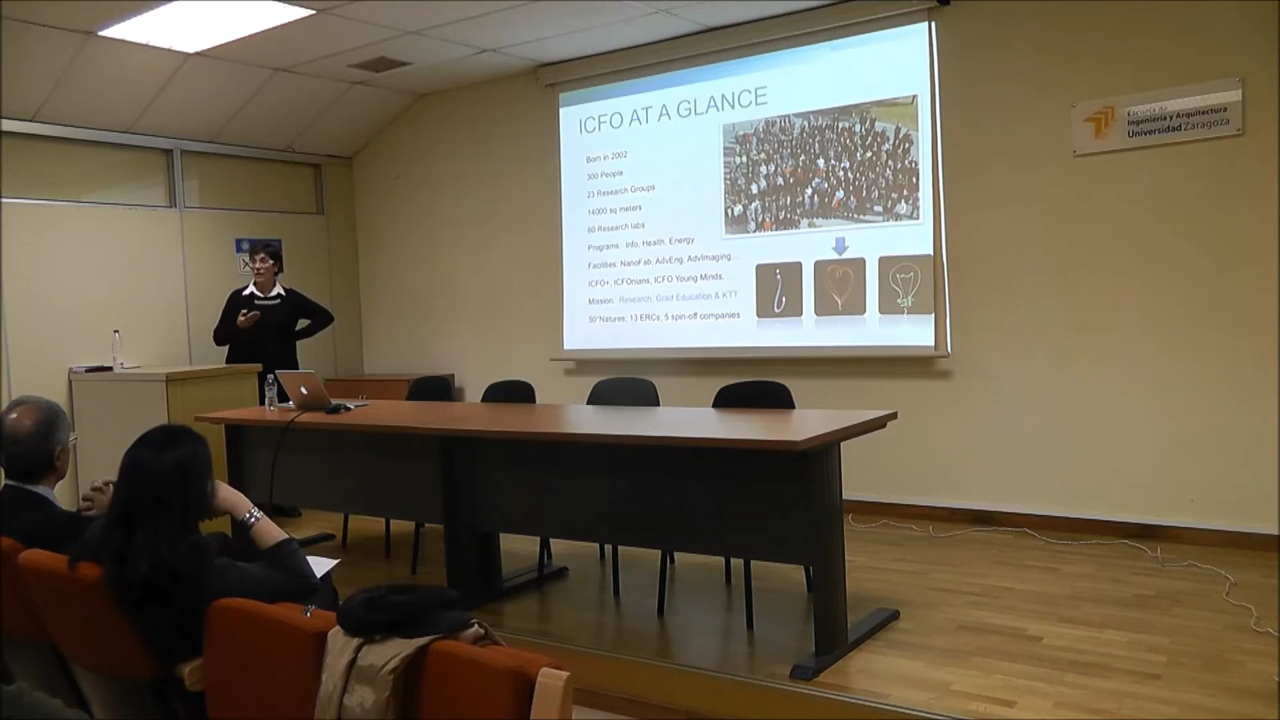 ICFO AT A GLANCE
Born in 2002
300 People
23 Research Groups
14000 sq meters
60 Research labs
Programs: Info, Health, Energy
Facilities: NanoFab, AdvEng, AdvImaging,..
ICFO+, ICFOnians, ICFO Young Minds, ...
Mission: Research, Grad Education & KTT
50"Natures; 13 ERCs; 5 spin-off companies
Escuela de
Ingeniería y Arquitectura
Universidad Zaragoza